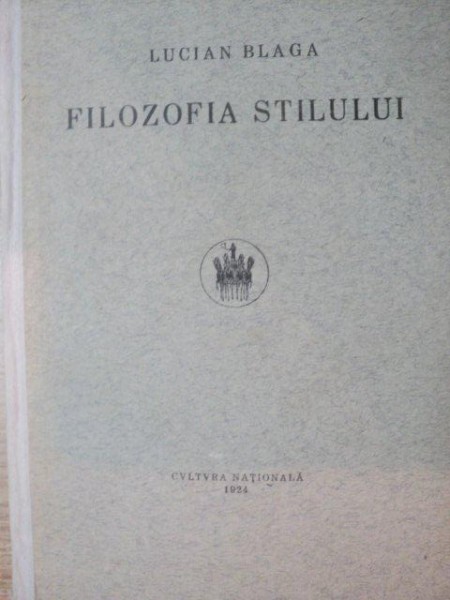 LUCIAN BLAGA
FILOZOFIA STILULUI
CVLTVRA NAȚIONALĂ
1924